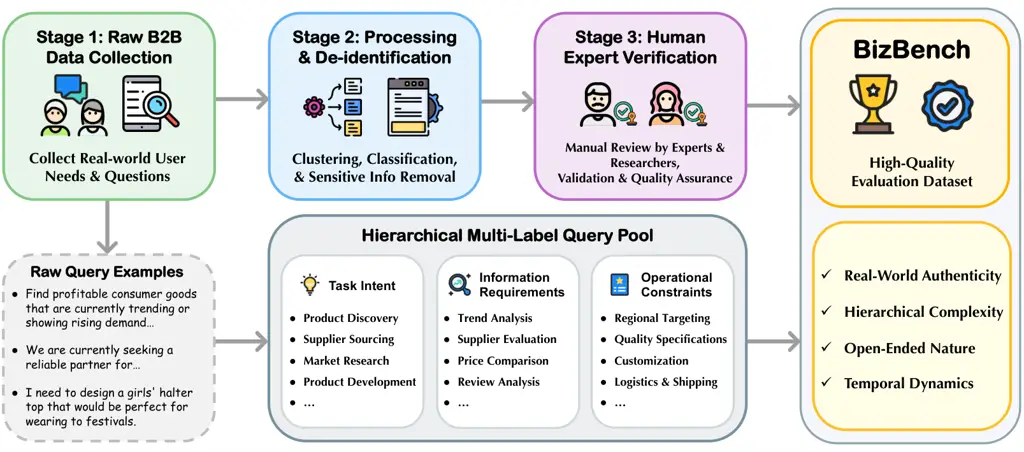 Stage 1: Raw B2B
Data Collection
Collect Real-world User
Needs & Questions
Stage 2: Processing
& De-identification
Clustering, Classification,
& Sensitive Info Removal
Stage 3: Human
Expert Verification
Manual Review by Experts &
Researchers,
Validation & Quality Assurance
BizBench
High-Quality
Evaluation Dataset
Raw Query Examples
• Find profitable consumer goods
that are currently trending or
showing rising demand...
• We are currently seeking a
reliable partner for...
• I need to design a girls' halter
top that would be perfect for
wearing to festivals.
Hierarchical Multi-Label Query Pool
Task Intent
• Product Discovery
• Supplier Sourcing
• Market Research
• Product Development
• ...
Information
Requirements
• Trend Analysis
• Supplier Evaluation
• Price Comparison
• Review Analysis
• ...
Operational
Constraints
• Regional Targeting
• Quality Specifications
• Customization
• Logistics & Shipping
• ...
✓ Real-World Authenticity
✓ Hierarchical Complexity
✓ Open-Ended Nature
✓ Temporal Dynamics